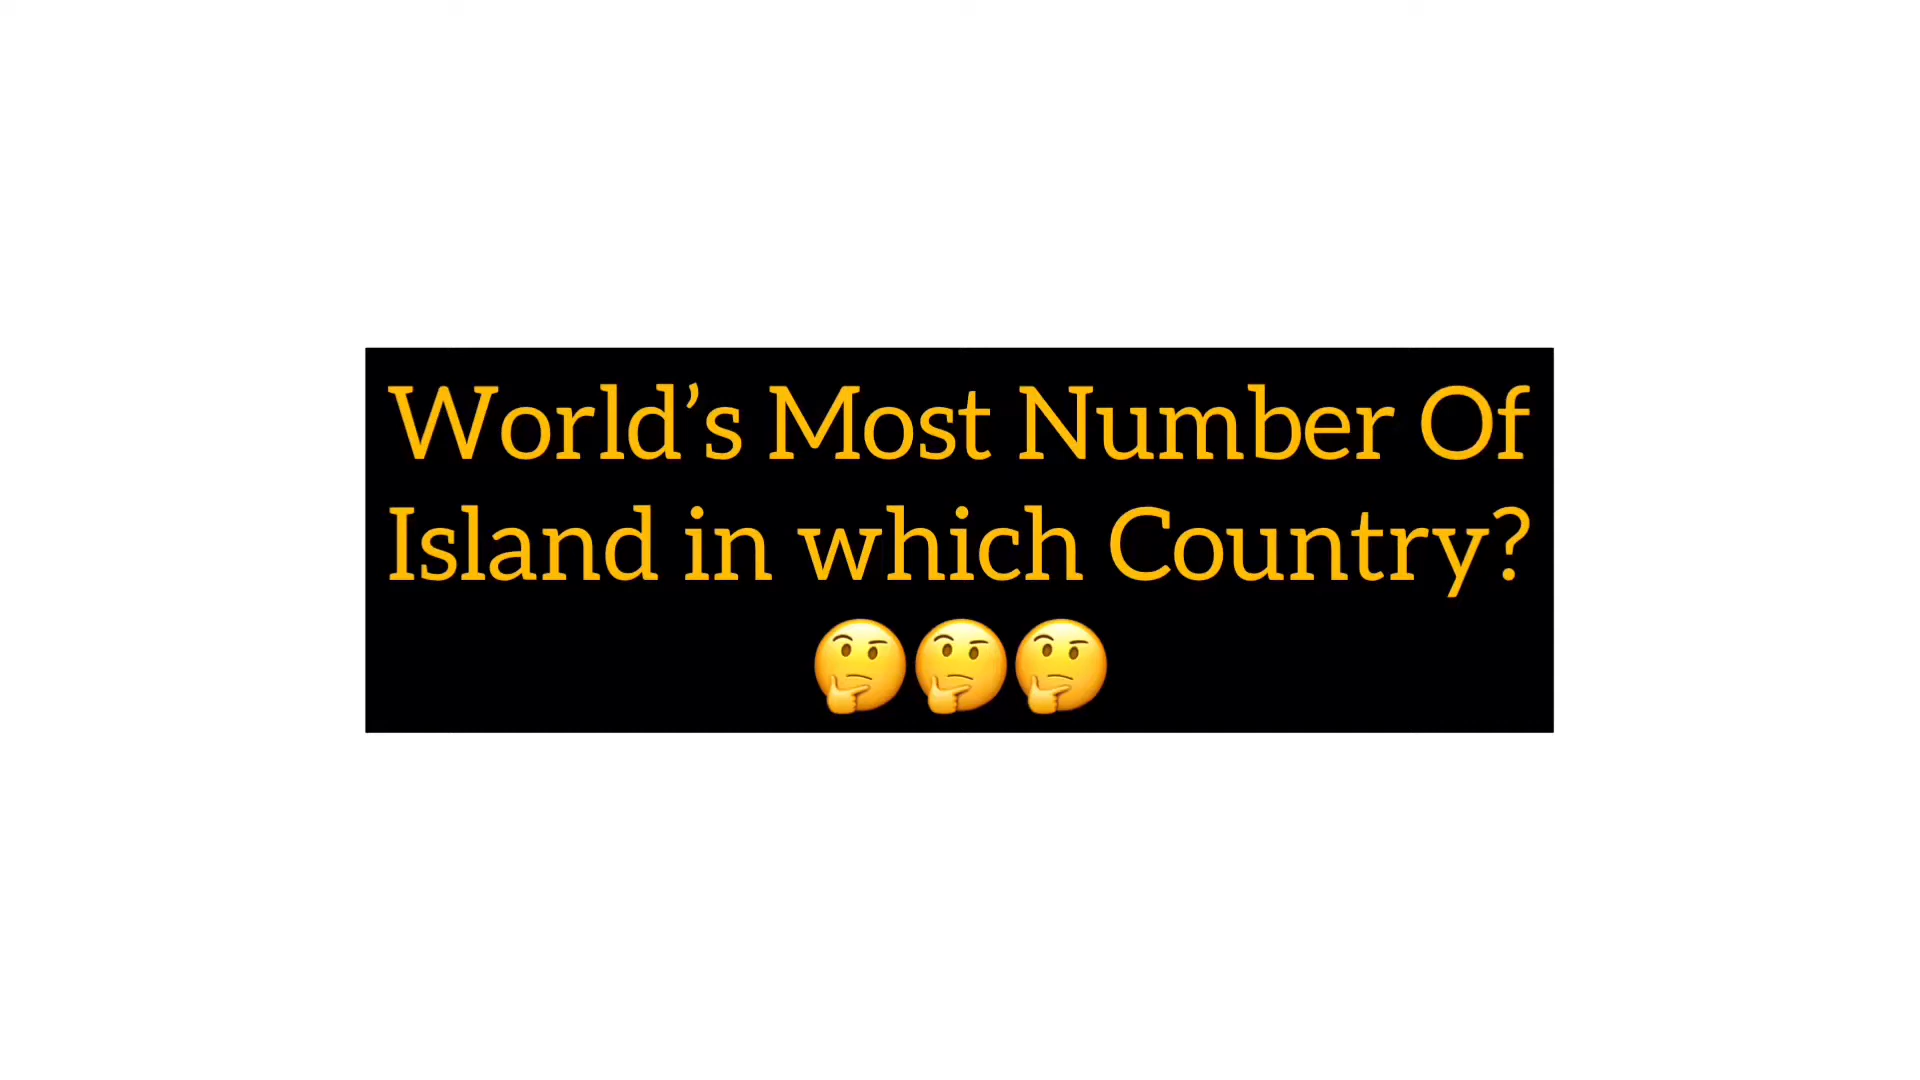 World’s Most Number Of
Island in which Country?
🤔🤔🤔